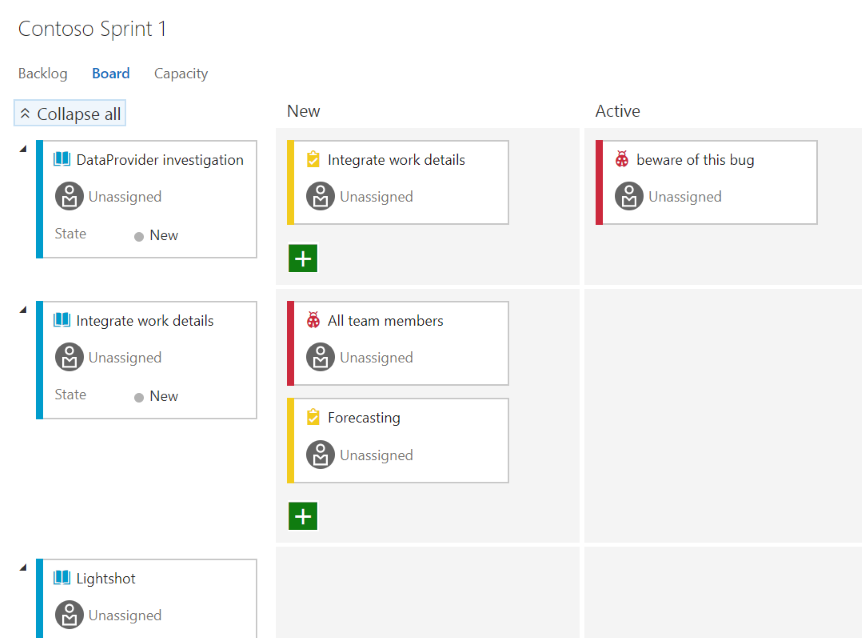 Contoso Sprint 1
Backlog Board Capacity
Collapse all New Active
DataProvider investigation Integrate work details beware of this bug
Unassigned Unassigned Unassigned
State New
Integrate work details All team members
Unassigned Unassigned
State New
Forecasting
Unassigned
Lightshot
Unassigned